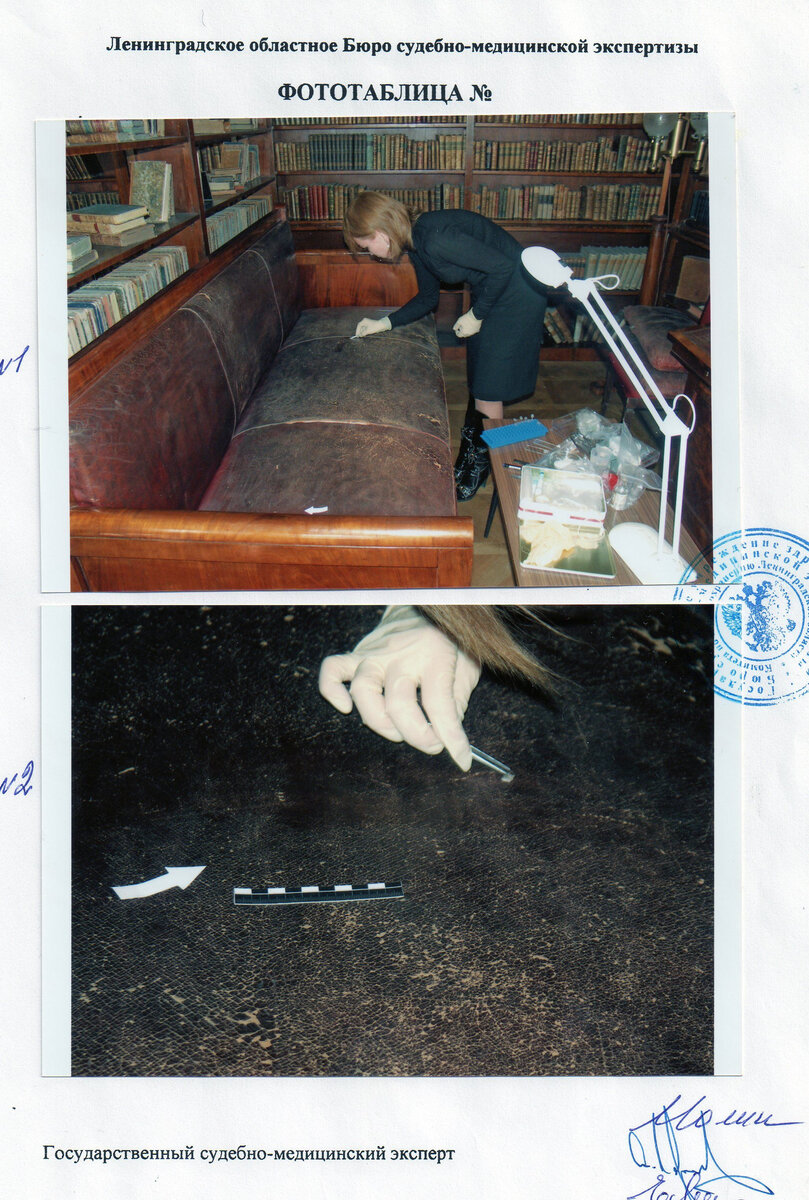 Ленинградское областное Бюро судебно-медицинской экспертизы
ФОТОТАБЛИЦА №
№1
№2
Государственный судебно-медицинский эксперт